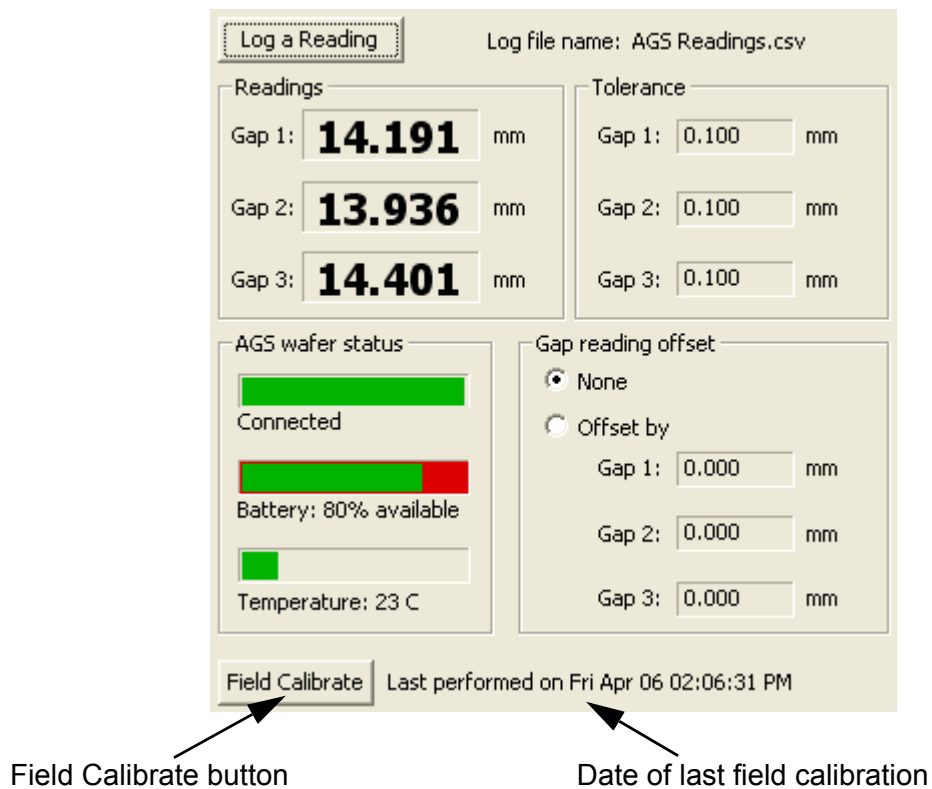 Log a Reading Log file name: AGS Readings.csv
Readings
Gap 1: 14.191 mm
Gap 2: 13.936 mm
Gap 3: 14.401 mm
Tolerance
Gap 1: 0.100 mm
Gap 2: 0.100 mm
Gap 3: 0.100 mm
AGS wafer status
Connected
Battery: 80% available
Temperature: 23 C
Gap reading offset
None
Offset by
Gap 1: 0.000 mm
Gap 2: 0.000 mm
Gap 3: 0.000 mm
Field Calibrate Last performed on Fri Apr 06 02:06:31 PM
Field Calibrate button Date of last field calibration